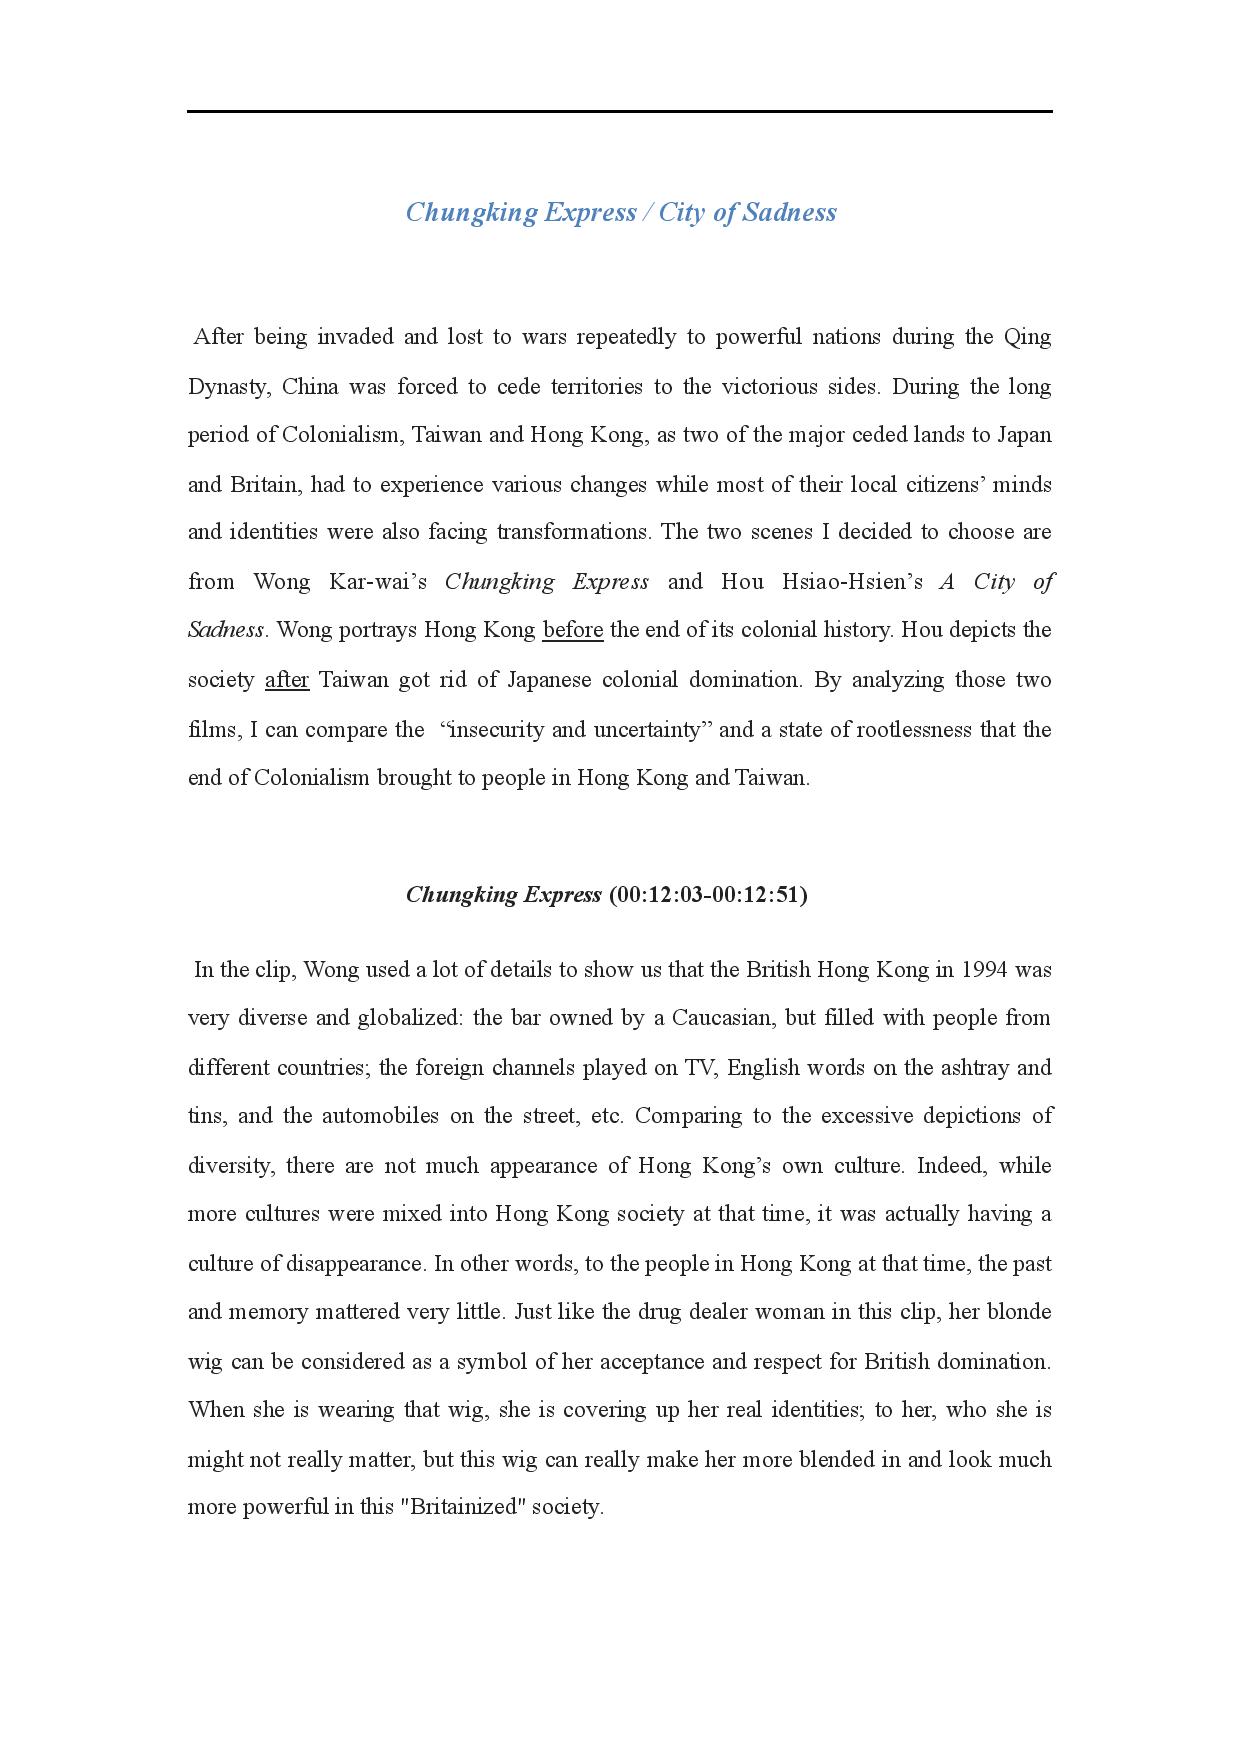 Chungking Express / City of Sadness
After being invaded and lost to wars repeatedly to powerful nations during the Qing
Dynasty, China was forced to cede territories to the victorious sides. During the long
period of Colonialism, Taiwan and Hong Kong, as two of the major ceded lands to Japan
and Britain, had to experience various changes while most of their local citizens’ minds
and identities were also facing transformations. The two scenes I decided to choose are
from Wong Kar-wai’s Chungking Express and Hou Hsiao-Hsien’s A City of
Sadness. Wong portrays Hong Kong before the end of its colonial history. Hou depicts the
society after Taiwan got rid of Japanese colonial domination. By analyzing those two
films, I can compare the “insecurity and uncertainty” and a state of rootlessness that the
end of Colonialism brought to people in Hong Kong and Taiwan.
Chungking Express (00:12:03-00:12:51)
In the clip, Wong used a lot of details to show us that the British Hong Kong in 1994 was
very diverse and globalized: the bar owned by a Caucasian, but filled with people from
different countries; the foreign channels played on TV, English words on the ashtray and
tins, and the automobiles on the street, etc. Comparing to the excessive depictions of
diversity, there are not much appearance of Hong Kong’s own culture. Indeed, while
more cultures were mixed into Hong Kong society at that time, it was actually having a
culture of disappearance. In other words, to the people in Hong Kong at that time, the past
and memory mattered very little. Just like the drug dealer woman in this clip, her blonde
wig can be considered as a symbol of her acceptance and respect for British domination.
When she is wearing that wig, she is covering up her real identities; to her, who she is
might not really matter, but this wig can really make her more blended in and look much
more powerful in this "Britainized" society.